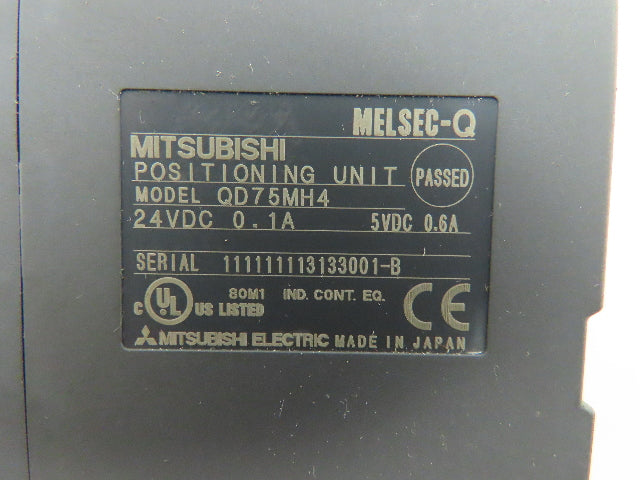 MELSEC-Q
MITSUBISHI
POSITIONING UNIT
PASSED
MODEL QD75MH4
24VDC 0.1A 5VDC 0.6A
SERIAL 111111113133001-B
C UL US LISTED 80M1 IND. CONT. EQ. CE
MITSUBISHI ELECTRIC MADE IN JAPAN